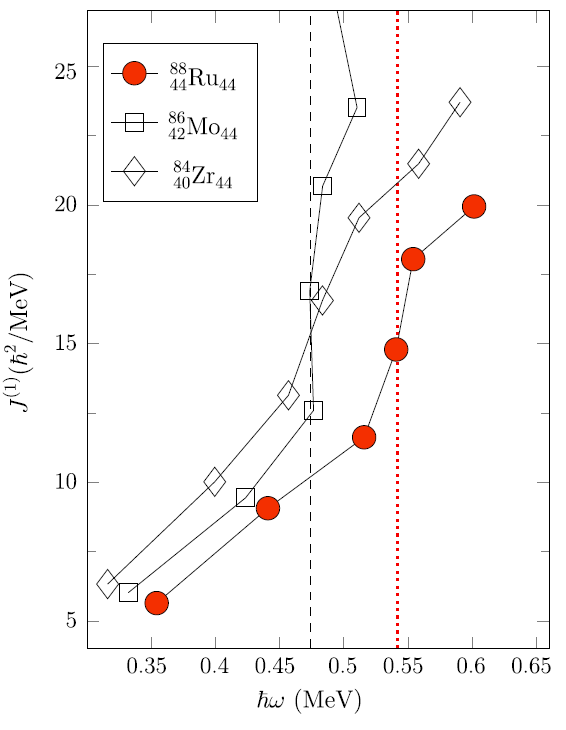 25
20
15
10
5
J⁽¹⁾(ℏ²/MeV)
⁸⁸₄₄Ru₄₄
⁸⁶₄₂Mo₄₄
⁸⁴₄₀Zr₄₄
0.35 0.4 0.45 0.5 0.55 0.6 0.65
ℏω (MeV)